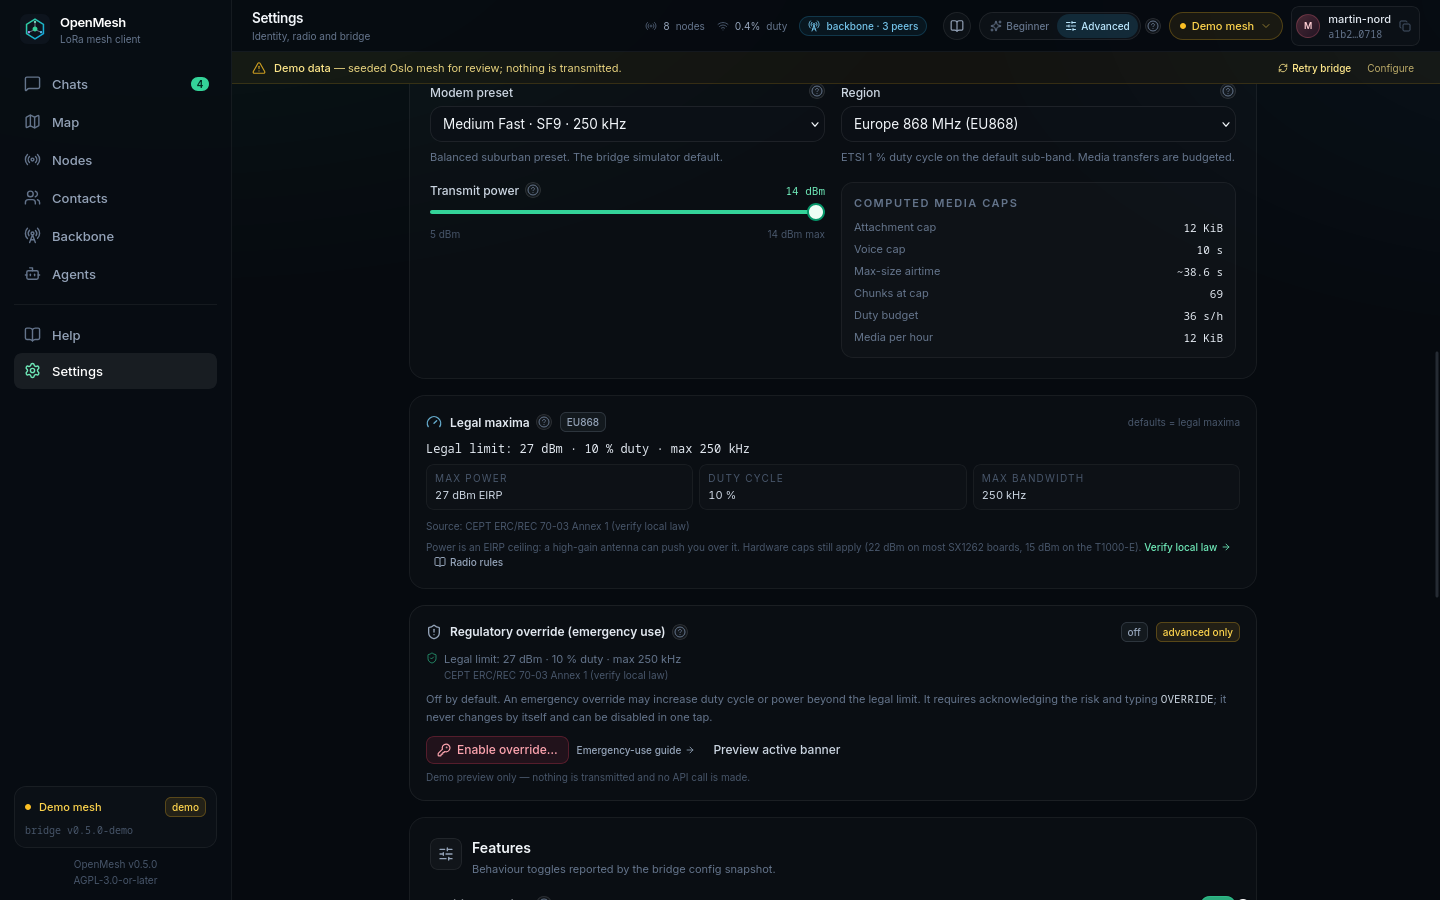 OpenMesh
LoRa mesh client
Chats
4
Map
Nodes
Contacts
Backbone
Agents
Help
Settings
Demo mesh
demo
bridge v0.5.0-demo
OpenMesh v0.5.0
AGPL-3.0-or-later
Settings
Identity, radio and bridge
8 nodes
0.4% duty
backbone · 3 peers
Beginner
Advanced
Demo mesh
M
martin-nord
a1b2…0718
Demo data — seeded Oslo mesh for review; nothing is transmitted.
Retry bridge
Configure
Modem preset
Medium Fast · SF9 · 250 kHz
Balanced suburban preset. The bridge simulator default.
Region
Europe 868 MHz (EU868)
ETSI 1 % duty cycle on the default sub-band. Media transfers are budgeted.
Transmit power
14 dBm
5 dBm
14 dBm max
COMPUTED MEDIA CAPS
Attachment cap 12 KiB
Voice cap 10 s
Max-size airtime ~38.6 s
Chunks at cap 69
Duty budget 36 s/h
Media per hour 12 KiB
Legal maxima
EU868
defaults = legal maxima
Legal limit: 27 dBm · 10 % duty · max 250 kHz
MAX POWER
27 dBm EIRP
DUTY CYCLE
10 %
MAX BANDWIDTH
250 kHz
Source: CEPT ERC/REC 70-03 Annex 1 (verify local law)
Power is an EIRP ceiling: a high-gain antenna can push you over it. Hardware caps still apply (22 dBm on most SX1262 boards, 15 dBm on the T1000-E). Verify local law →
Radio rules
Regulatory override (emergency use)
off
advanced only
Legal limit: 27 dBm · 10 % duty · max 250 kHz
CEPT ERC/REC 70-03 Annex 1 (verify local law)
Off by default. An emergency override may increase duty cycle or power beyond the legal limit. It requires acknowledging the risk and typing OVERRIDE; it
never changes by itself and can be disabled in one tap.
Enable override…
Emergency-use guide →
Preview active banner
Demo preview only — nothing is transmitted and no API call is made.
Features
Behaviour toggles reported by the bridge config snapshot.